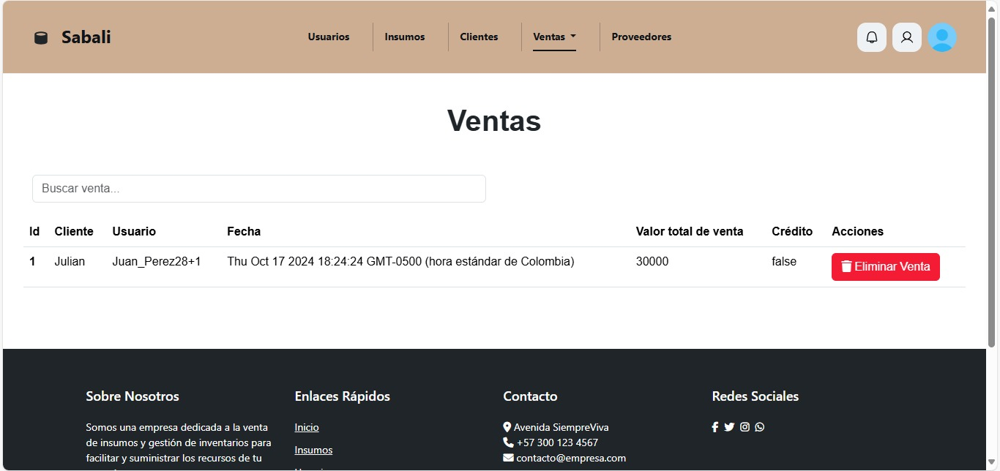 Sabali
Usuarios
Insumos
Clientes
Ventas
Proveedores
Ventas
Buscar venta...
Id Cliente Usuario Fecha Valor total de venta Crédito Acciones
1 Julian Juan_Perez28+1 Thu Oct 17 2024 18:24:24 GMT-0500 (hora estándar de Colombia) 30000 false Eliminar Venta
Sobre Nosotros
Somos una empresa dedicada a la venta
de insumos y gestión de inventarios para
facilitar y suministrar los recursos de tu
Enlaces Rápidos
Inicio
Insumos
Contacto
Avenida SiempreViva
+57 300 123 4567
contacto@empresa.com
Redes Sociales